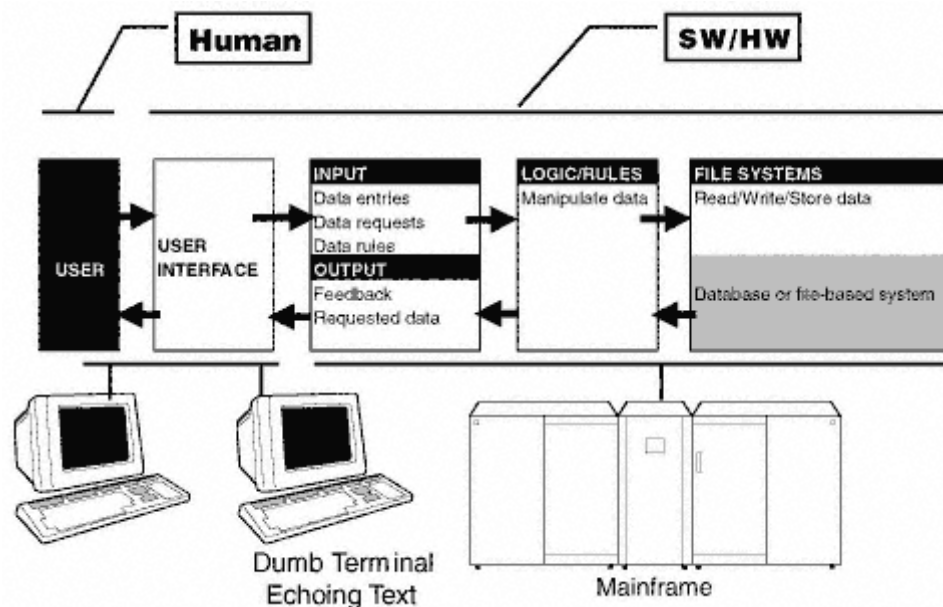 Human
SW/HW
USER
USER
INTERFACE
INPUT
Data entries
Data requests
Data rules
OUTPUT
Feedback
Requested data
LOGIC/RULES
Manipulate data
FILE SYSTEMS
Read/Write/Store data
Database or file-based system
Dumb Terminal
Echoing Text
Mainframe